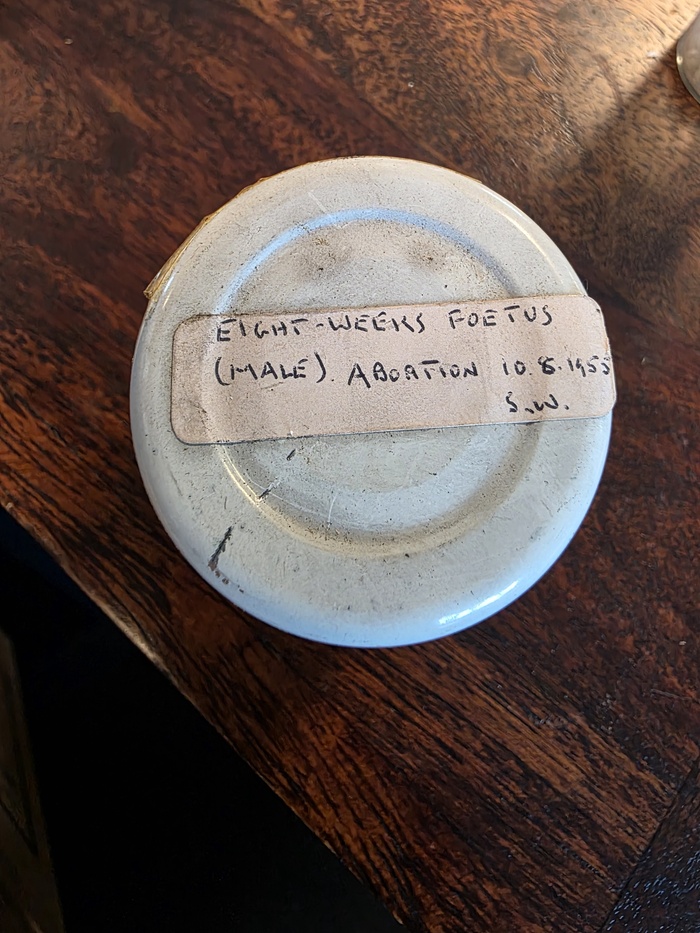 EIGHT-WEEKS FOETUS
(MALE). ABORTION 10.8.1955
S.W.